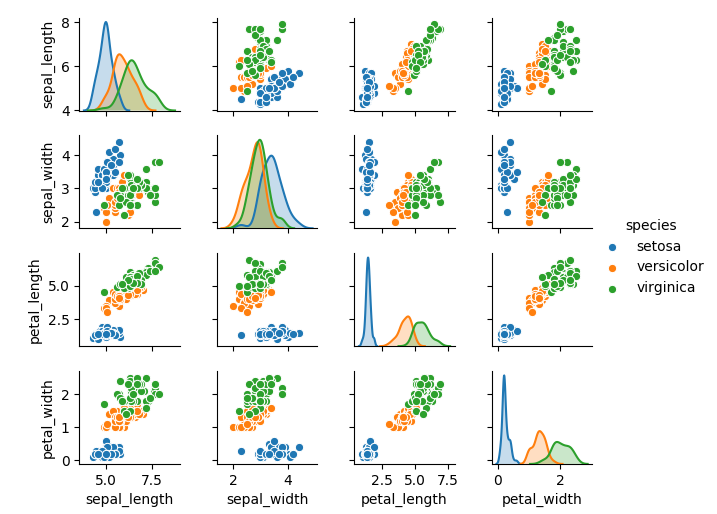 sepal_length
8
6
4
sepal_width
4
3
2
species
setosa
versicolor
virginica
petal_length
5.0
2.5
petal_width
2
1
0
5.0 7.5
2 4
2.5 5.0 7.5
0 2
sepal_length
sepal_width
petal_length
petal_width